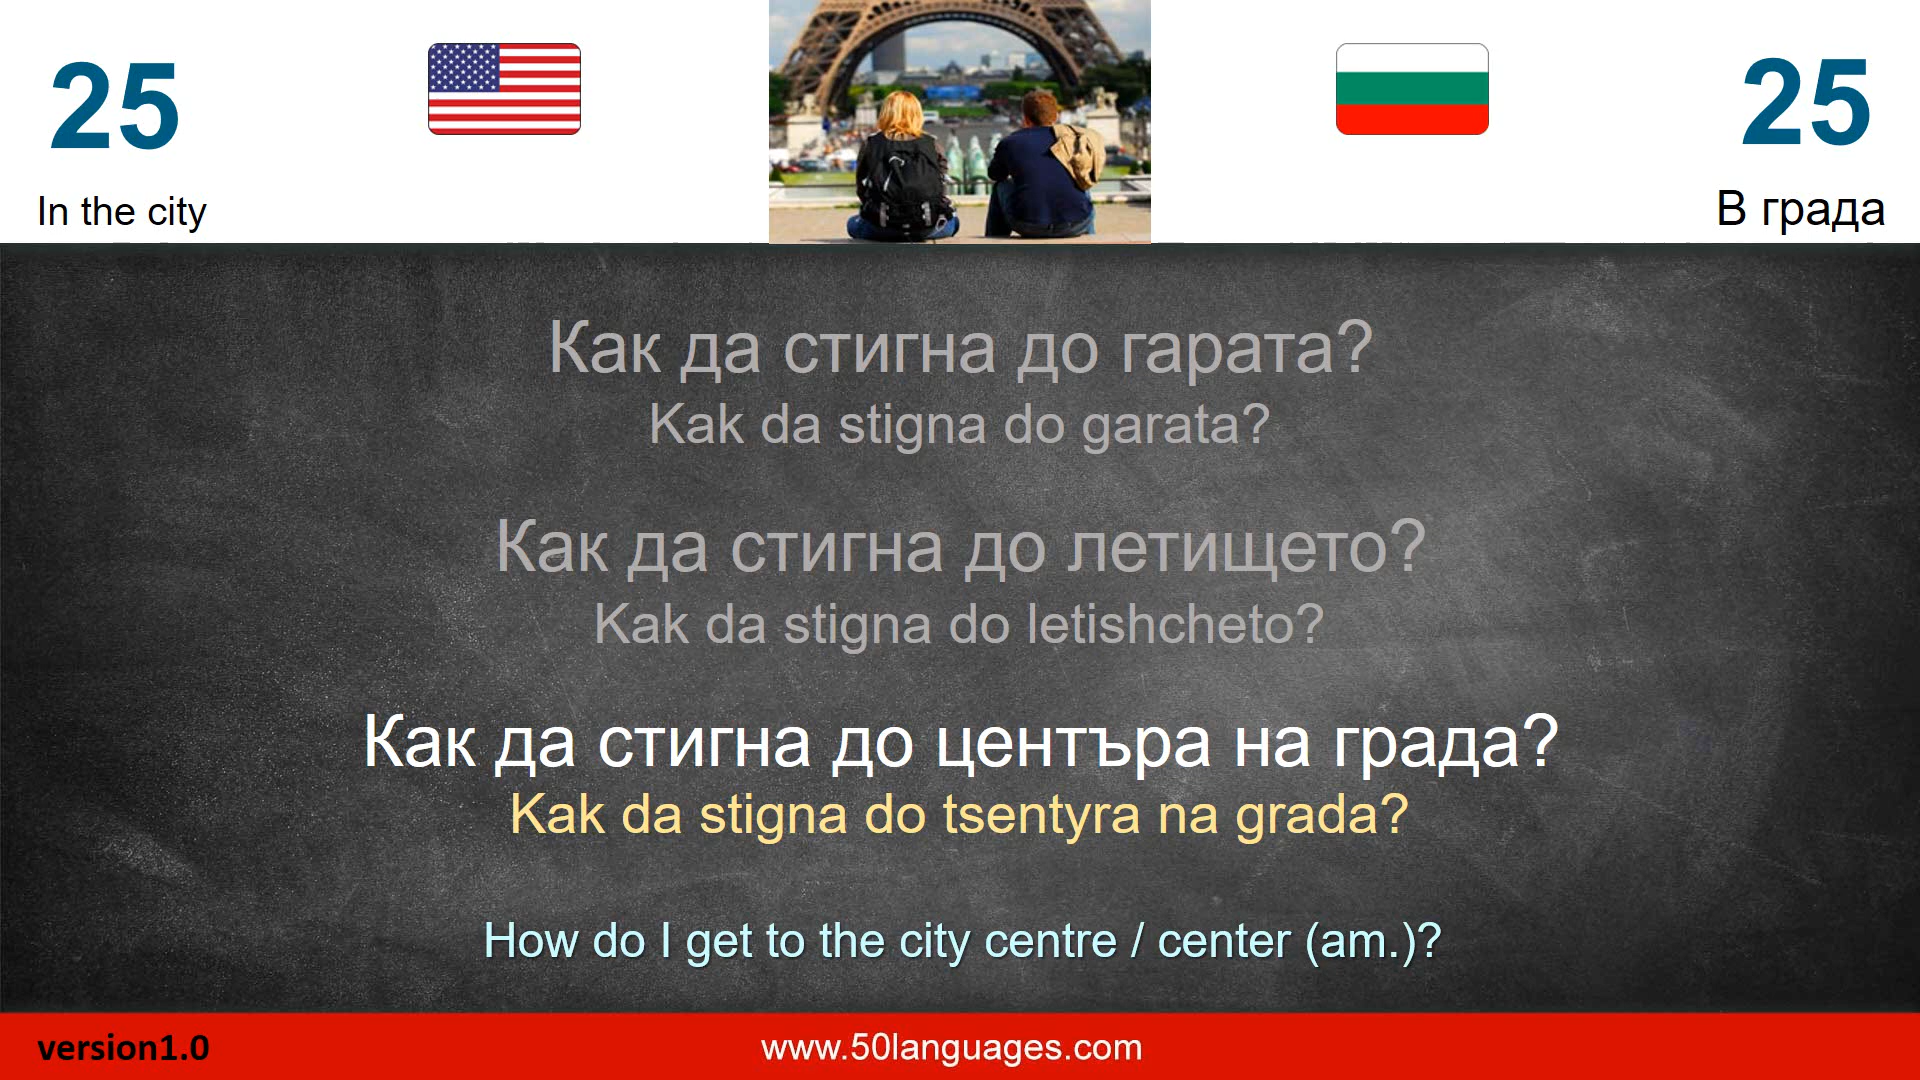 25
In the city
25
В града
Как да стигна до гарата?
Kak da stigna do garata?
Как да стигна до летището?
Kak da stigna do letishcheto?
Как да стигна до центъра на града?
Kak da stigna do tsentyra na grada?
How do I get to the city centre / center (am.)?
version1.0
www.50languages.com